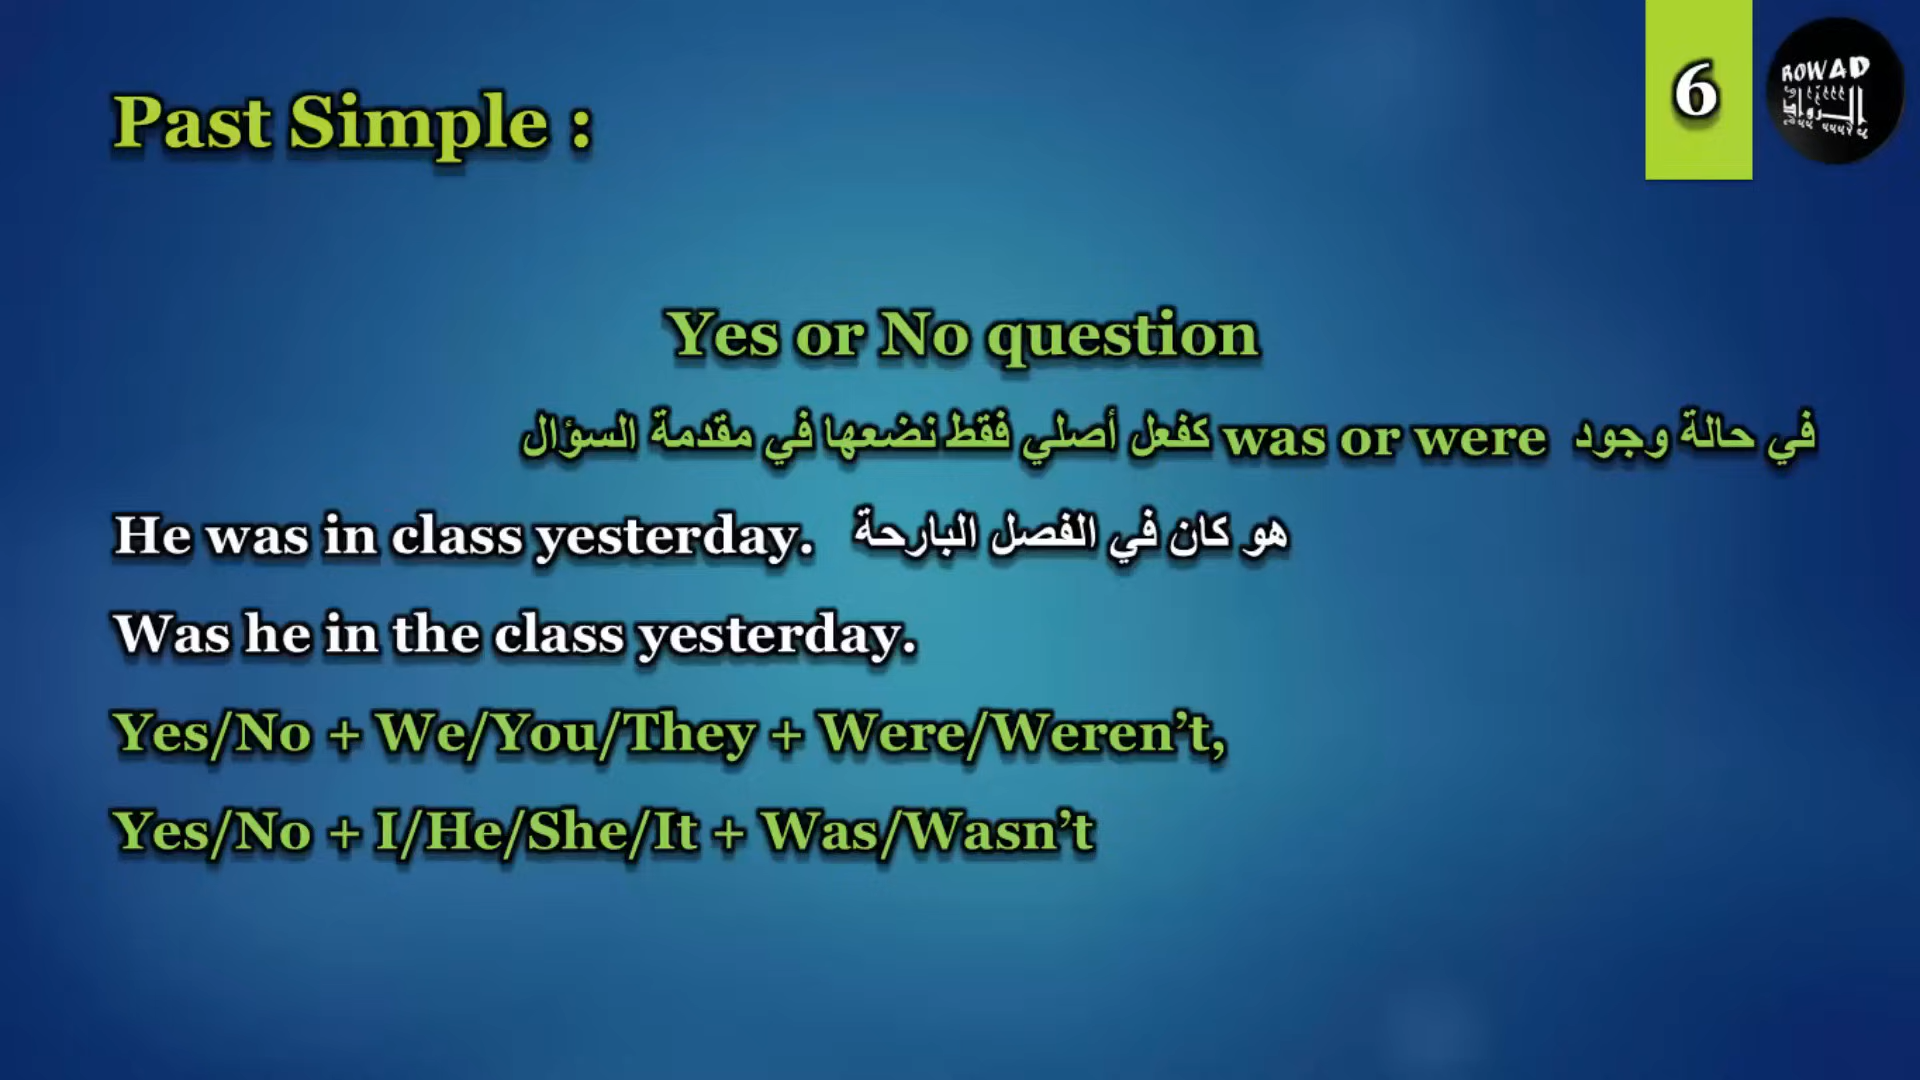 Past Simple :
6
ROWAD
الرواد
Yes or No question
في حالة وجود was or were كفعل أصلي فقط نضعها في مقدمة السؤال
He was in class yesterday. هو كان في الفصل البارحة
Was he in the class yesterday.
Yes/No + We/You/They + Were/Weren’t,
Yes/No + I/He/She/It + Was/Wasn’t